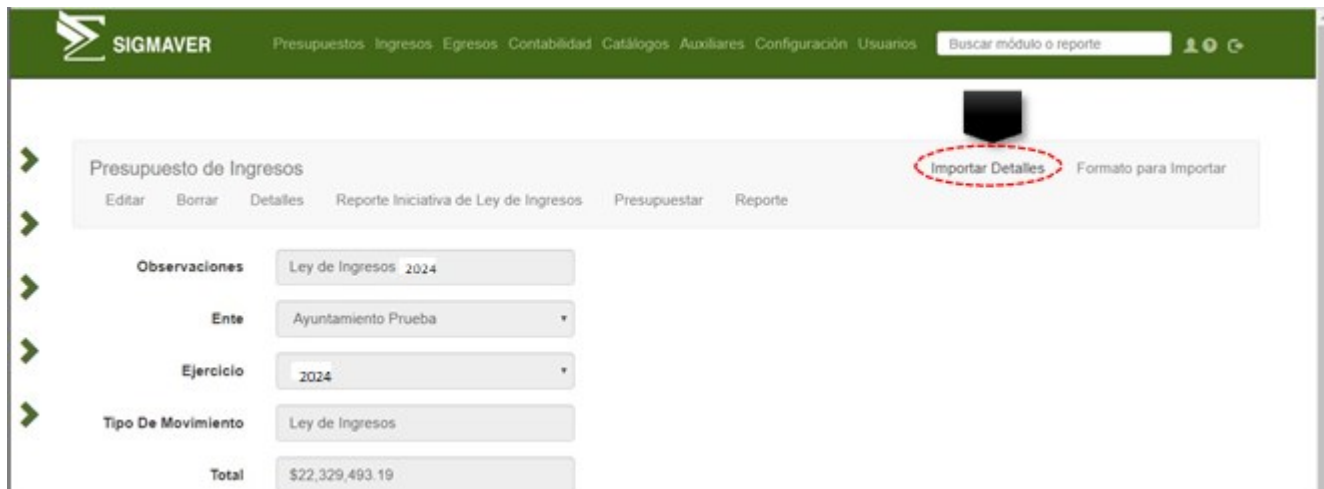 SIGMAVER Presupuestos Ingresos Egresos Contabilidad Catálogos Auxiliares Configuración Usuarios Buscar módulo o reporte
Presupuesto de Ingresos Importar Detalles Formato para Importar
Editar Borrar Detalles Reporte Iniciativa de Ley de Ingresos Presupuestar Reporte
Observaciones Ley de Ingresos 2024
Ente Ayuntamiento Prueba
Ejercicio 2024
Tipo De Movimiento Ley de Ingresos
Total $22,329,493.19